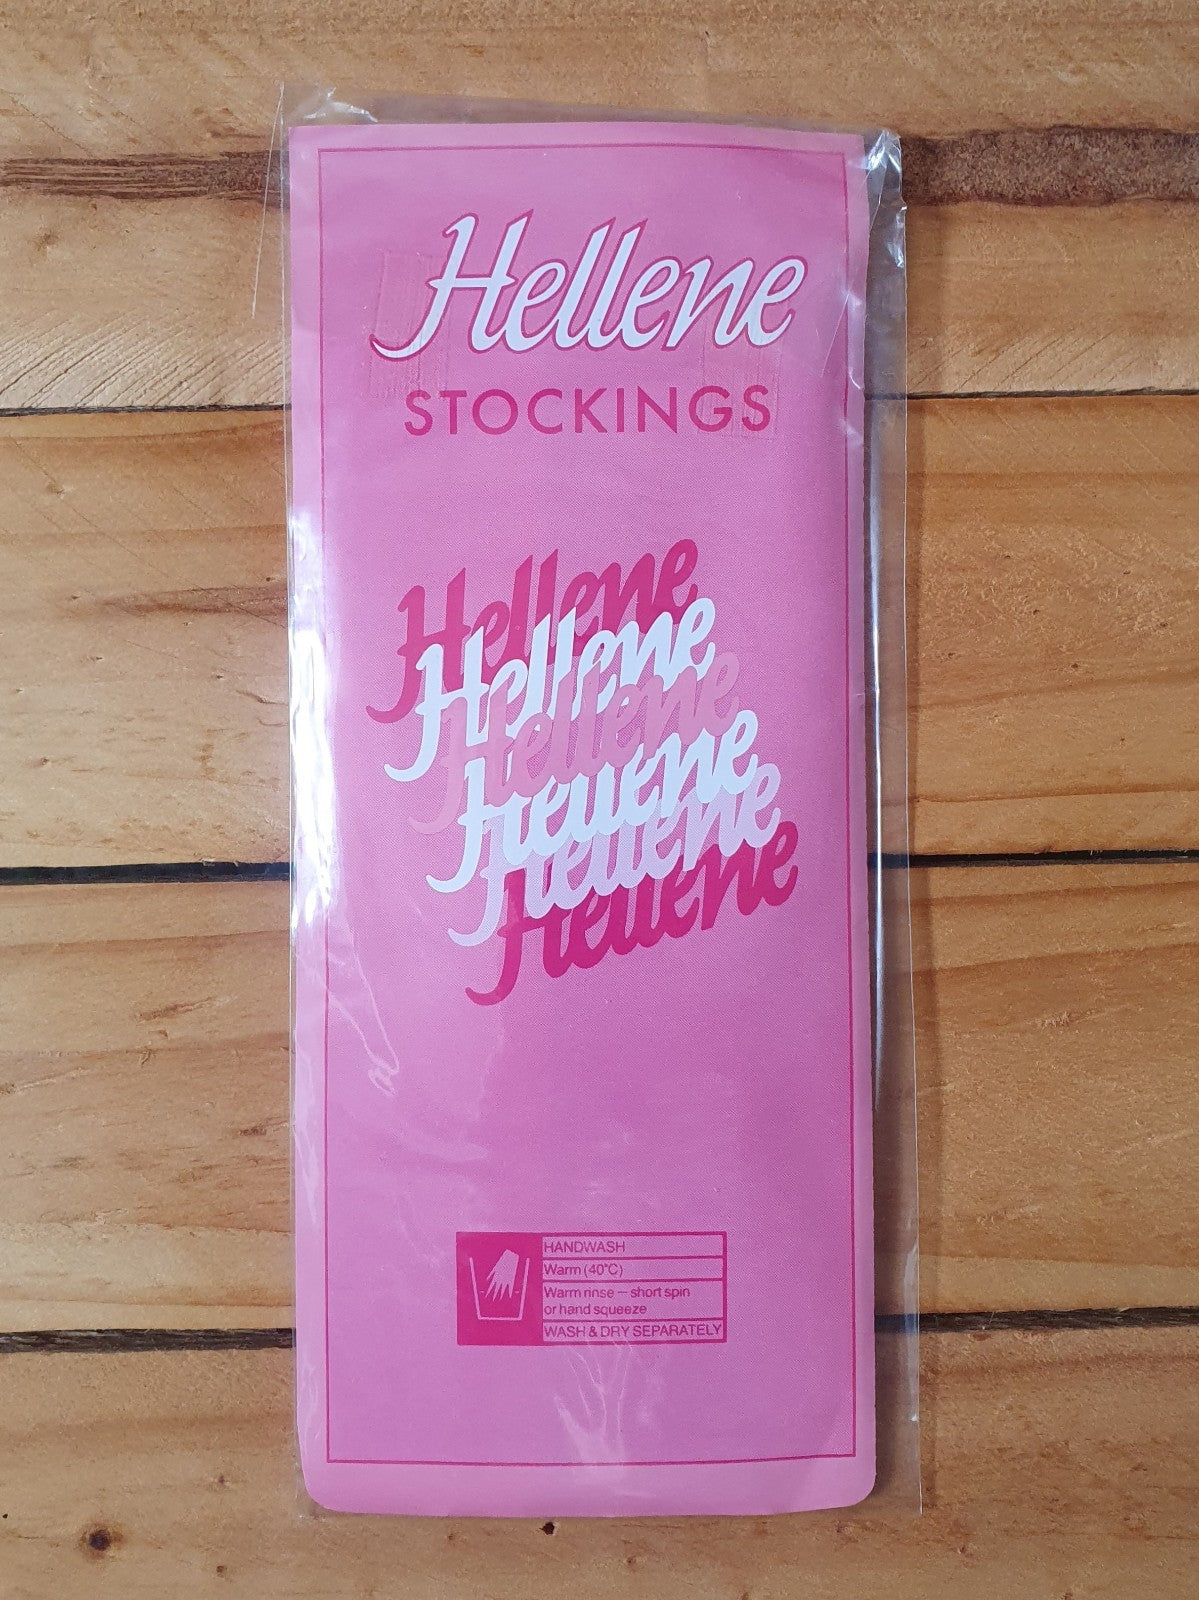 Hellene
STOCKINGS
Hellene
Hellene
Hellene
Hellene
Hellene
Hellene
HANDWASH
Warm (40°C)
Warm rinse – short spin
or hand squeeze
WASH & DRY SEPARATELY